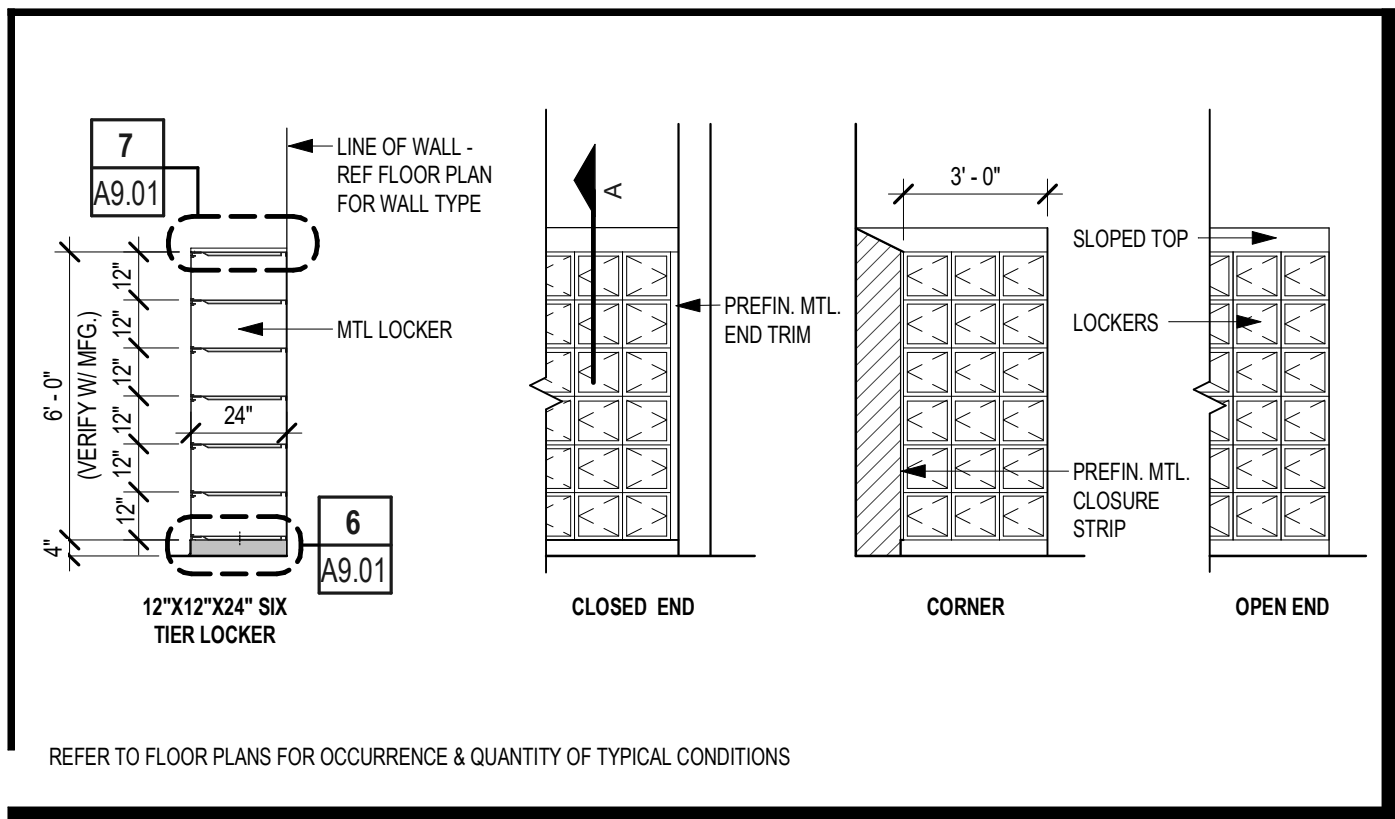 7
A9.01
LINE OF WALL -
REF FLOOR PLAN
FOR WALL TYPE
6' - 0"
(VERIFY W/ MFG.)
12"
12"
12"
12"
12"
12"
4"
MTL LOCKER
24"
6
A9.01
12"X12"X24" SIX
TIER LOCKER
A
PREFIN. MTL.
END TRIM
CLOSED END
3' - 0"
PREFIN. MTL.
CLOSURE
STRIP
CORNER
SLOPED TOP
LOCKERS
OPEN END
REFER TO FLOOR PLANS FOR OCCURRENCE & QUANTITY OF TYPICAL CONDITIONS